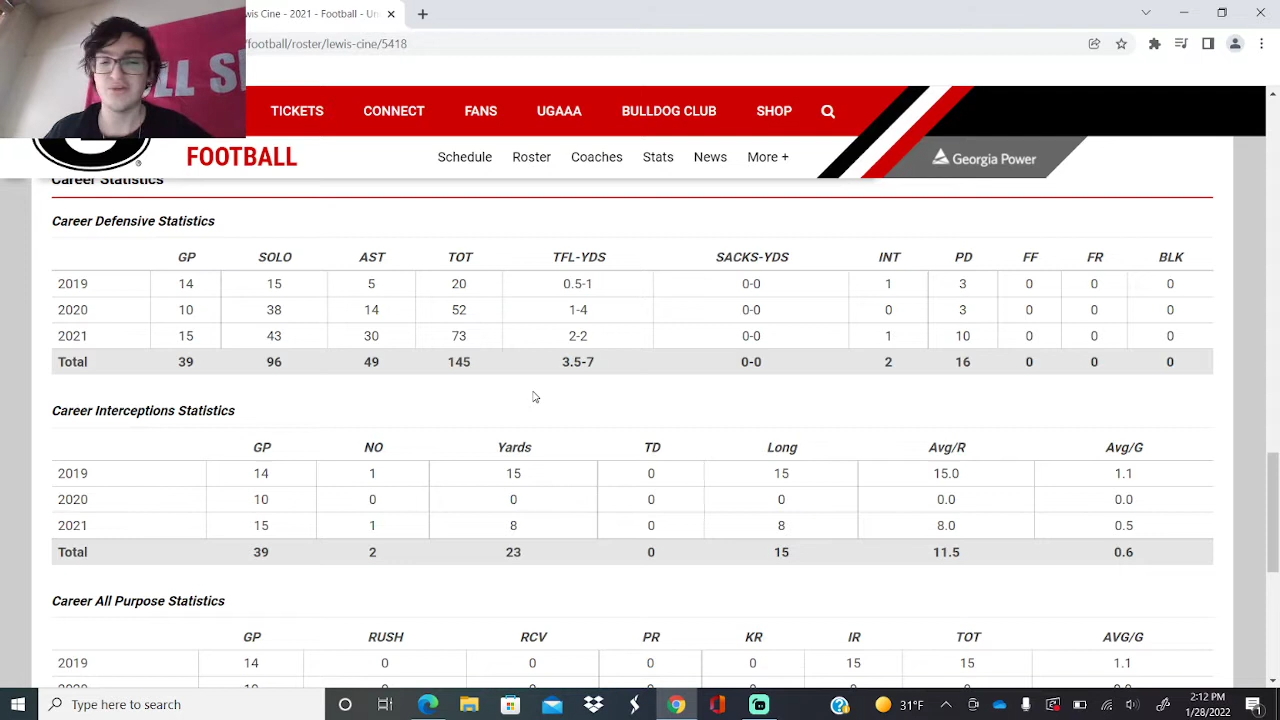 wis Cine - 2021 - Football - Un
/football/roster/lewis-cine/5418
LL S
TICKETS CONNECT FANS UGAAA BULLDOG CLUB SHOP
FOOTBALL
Schedule Roster Coaches Stats News More +
Georgia Power
Career Statistics
Career Defensive Statistics
GP SOLO AST TOT TFL-YDS SACKS-YDS INT PD FF FR BLK
2019 14 15 5 20 0.5-1 0-0 1 3 0 0 0
2020 10 38 14 52 1-4 0-0 0 3 0 0 0
2021 15 43 30 73 2-2 0-0 1 10 0 0 0
Total 39 96 49 145 3.5-7 0-0 2 16 0 0 0
Career Interceptions Statistics
GP NO Yards TD Long Avg/R Avg/G
2019 14 1 15 0 15 15.0 1.1
2020 10 0 0 0 0 0.0 0.0
2021 15 1 8 0 8 8.0 0.5
Total 39 2 23 0 15 11.5 0.6
Career All Purpose Statistics
GP RUSH RCV PR KR IR TOT AVG/G
2019 14 0 0 0 0 15 15 1.1
Type here to search
31°F
2:12 PM
1/28/2022